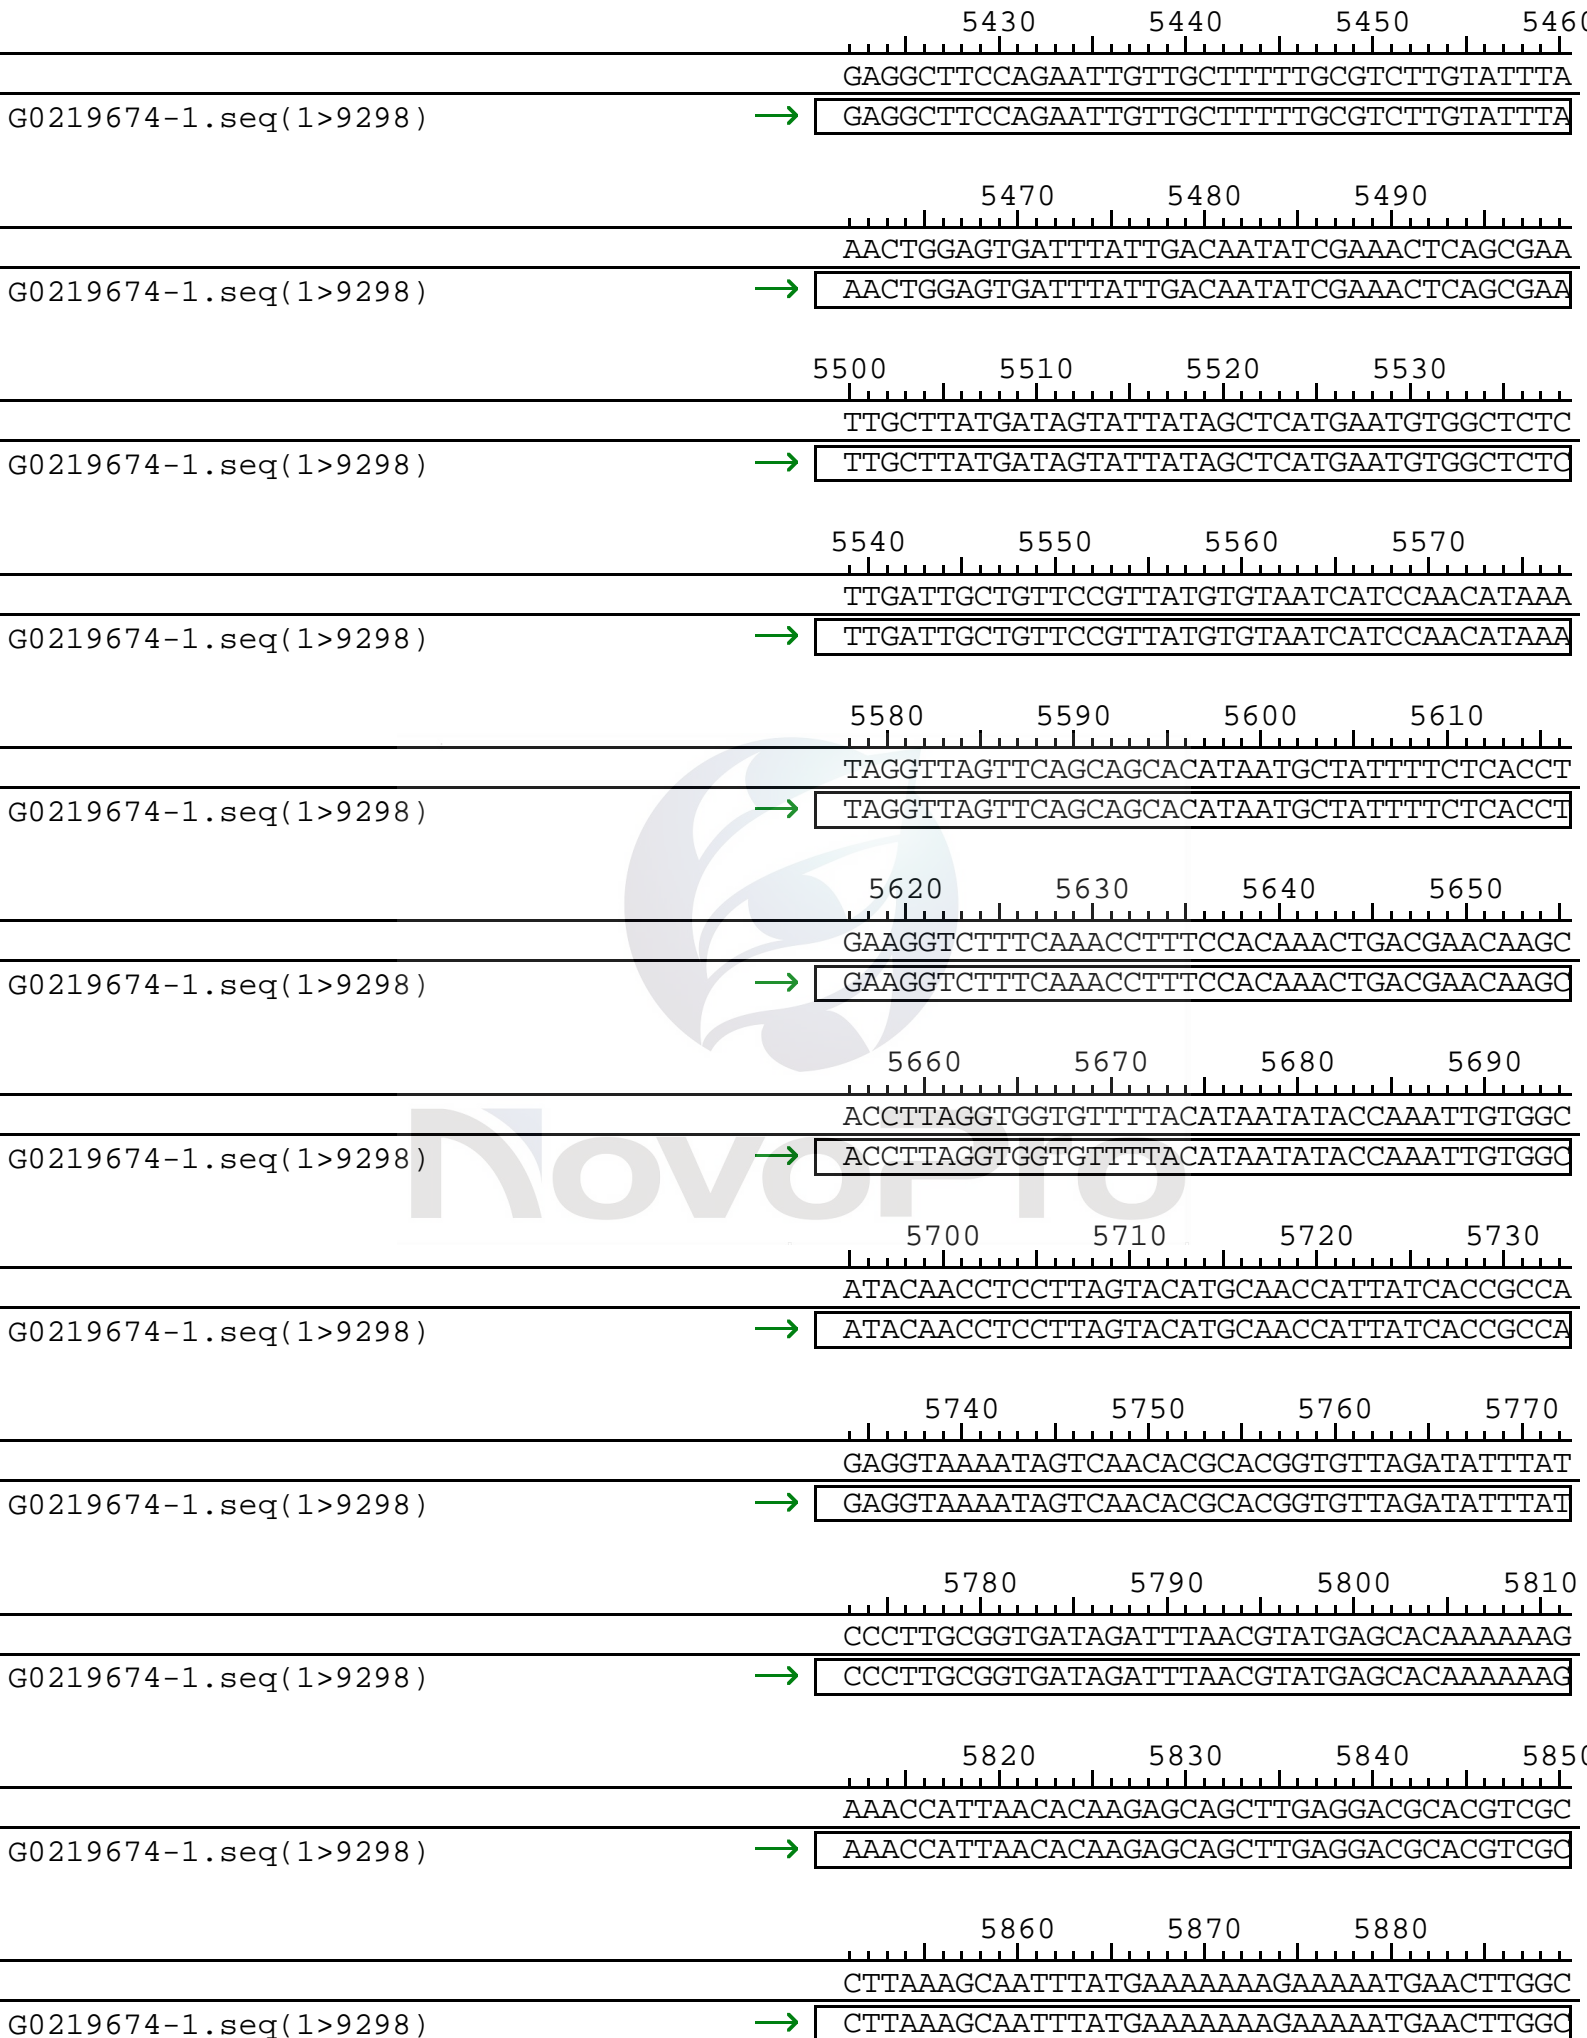 5430 5440 5450 5460
GAGGCTTCCAGAATTGTTGCTTTTTGCGTCTTGTATTTA
G0219674-1.seq(1>9298) → GAGGCTTCCAGAATTGTTGCTTTTTGCGTCTTGTATTTA
5470 5480 5490
AACTGGAGTGATTTATTGACAATATCGAAACTCAGCGAA
G0219674-1.seq(1>9298) → AACTGGAGTGATTTATTGACAATATCGAAACTCAGCGAA
5500 5510 5520 5530
TTGCTTATGATAGTATTATAGCTCATGAATGTGGCTCTC
G0219674-1.seq(1>9298) → TTGCTTATGATAGTATTATAGCTCATGAATGTGGCTCTC
5540 5550 5560 5570
TTGATTGCTGTTCCGTTATGTGTAATCATCCAACATAAA
G0219674-1.seq(1>9298) → TTGATTGCTGTTCCGTTATGTGTAATCATCCAACATAAA
5580 5590 5600 5610
TAGGTTAGTTCAGCAGCACATAATGCTATTTTCTCACCT
G0219674-1.seq(1>9298) → TAGGTTAGTTCAGCAGCACATAATGCTATTTTCTCACCT
5620 5630 5640 5650
GAAGGTCTTTCAAACCTTTCCACAAACTGACGAACAAGC
G0219674-1.seq(1>9298) → GAAGGTCTTTCAAACCTTTCCACAAACTGACGAACAAGC
5660 5670 5680 5690
ACCTTAGGTGGTGTTTTACATAATATACCAAATTGTGGC
G0219674-1.seq(1>9298) → ACCTTAGGTGGTGTTTTACATAATATACCAAATTGTGGC
NovoPro
5700 5710 5720 5730
ATACAACCTCCTTAGTACATGCAACCATTATCACCGCCA
G0219674-1.seq(1>9298) → ATACAACCTCCTTAGTACATGCAACCATTATCACCGCCA
5740 5750 5760 5770
GAGGTAAAATAGTCAACACGCACGGTGTTAGATATTTAT
G0219674-1.seq(1>9298) → GAGGTAAAATAGTCAACACGCACGGTGTTAGATATTTAT
5780 5790 5800 5810
CCCTTGCGGTGATAGATTTAACGTATGAGCACAAAAAAG
G0219674-1.seq(1>9298) → CCCTTGCGGTGATAGATTTAACGTATGAGCACAAAAAAG
5820 5830 5840 5850
AAACCATTAACACAAGAGCAGCTTGAGGACGCACGTCGC
G0219674-1.seq(1>9298) → AAACCATTAACACAAGAGCAGCTTGAGGACGCACGTCGC
5860 5870 5880
CTTAAAGCAATTTATGAAAAAAAGAAAAATGAACTTGGC
G0219674-1.seq(1>9298) → CTTAAAGCAATTTATGAAAAAAAGAAAAATGAACTTGGC